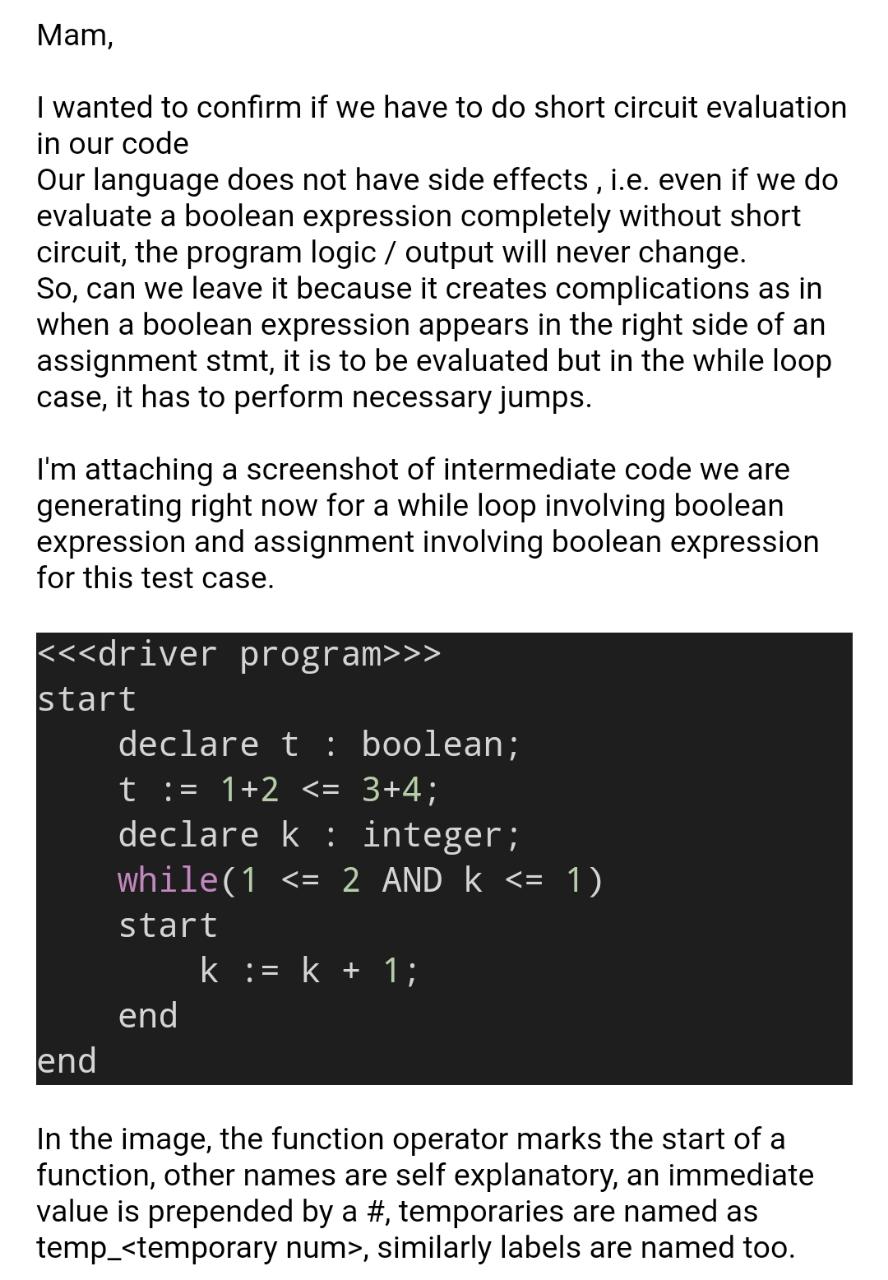 Mam,
I wanted to confirm if we have to do short circuit evaluation
in our code
Our language does not have side effects , i.e. even if we do
evaluate a boolean expression completely without short
circuit, the program logic / output will never change.
So, can we leave it because it creates complications as in
when a boolean expression appears in the right side of an
assignment stmt, it is to be evaluated but in the while loop
case, it has to perform necessary jumps.
I'm attaching a screenshot of intermediate code we are
generating right now for a while loop involving boolean
expression and assignment involving boolean expression
for this test case.
<<<driver program>>>
start
    declare t : boolean;
    t := 1+2 <= 3+4;
    declare k : integer;
    while(1 <= 2 AND k <= 1)
    start
        k := k + 1;
    end
end
In the image, the function operator marks the start of a
function, other names are self explanatory, an immediate
value is prepended by a #, temporaries are named as
temp_<temporary num>, similarly labels are named too.